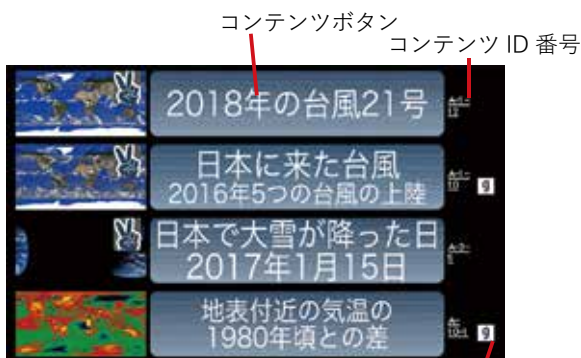 コンテンツボタン
コンテンツ ID 番号
2018年の台風21号
日本に来た台風
2016年5つの台風の上陸
9
日本で大雪が降った日
2017年1月15日
地表付近の気温の
1980年頃との差
9